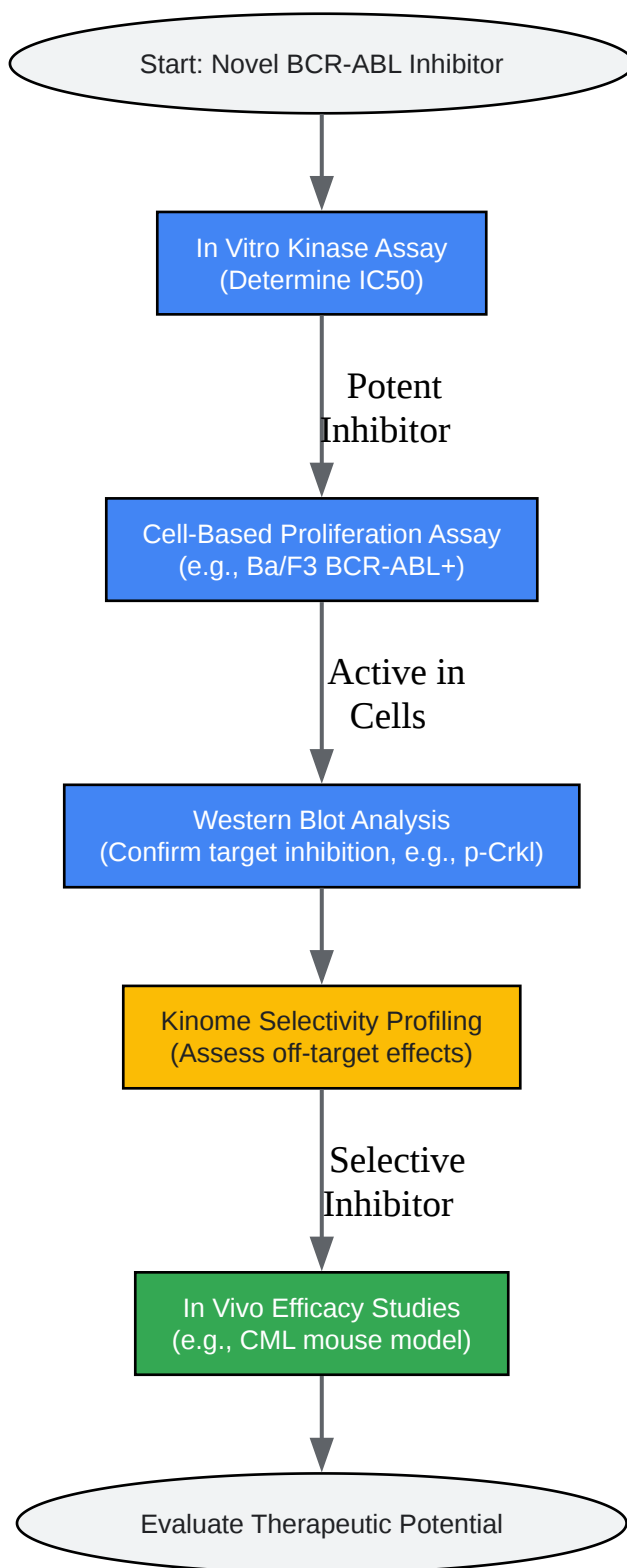 Start: Novel BCR-ABL Inhibitor
In Vitro Kinase Assay
(Determine IC50)
Potent
Inhibitor
Cell-Based Proliferation Assay
(e.g., Ba/F3 BCR-ABL+)
Active in
Cells
Western Blot Analysis
(Confirm target inhibition, e.g., p-Crkl)
Kinome Selectivity Profiling
(Assess off-target effects)
Selective
Inhibitor
In Vivo Efficacy Studies
(e.g., CML mouse model)
Evaluate Therapeutic Potential